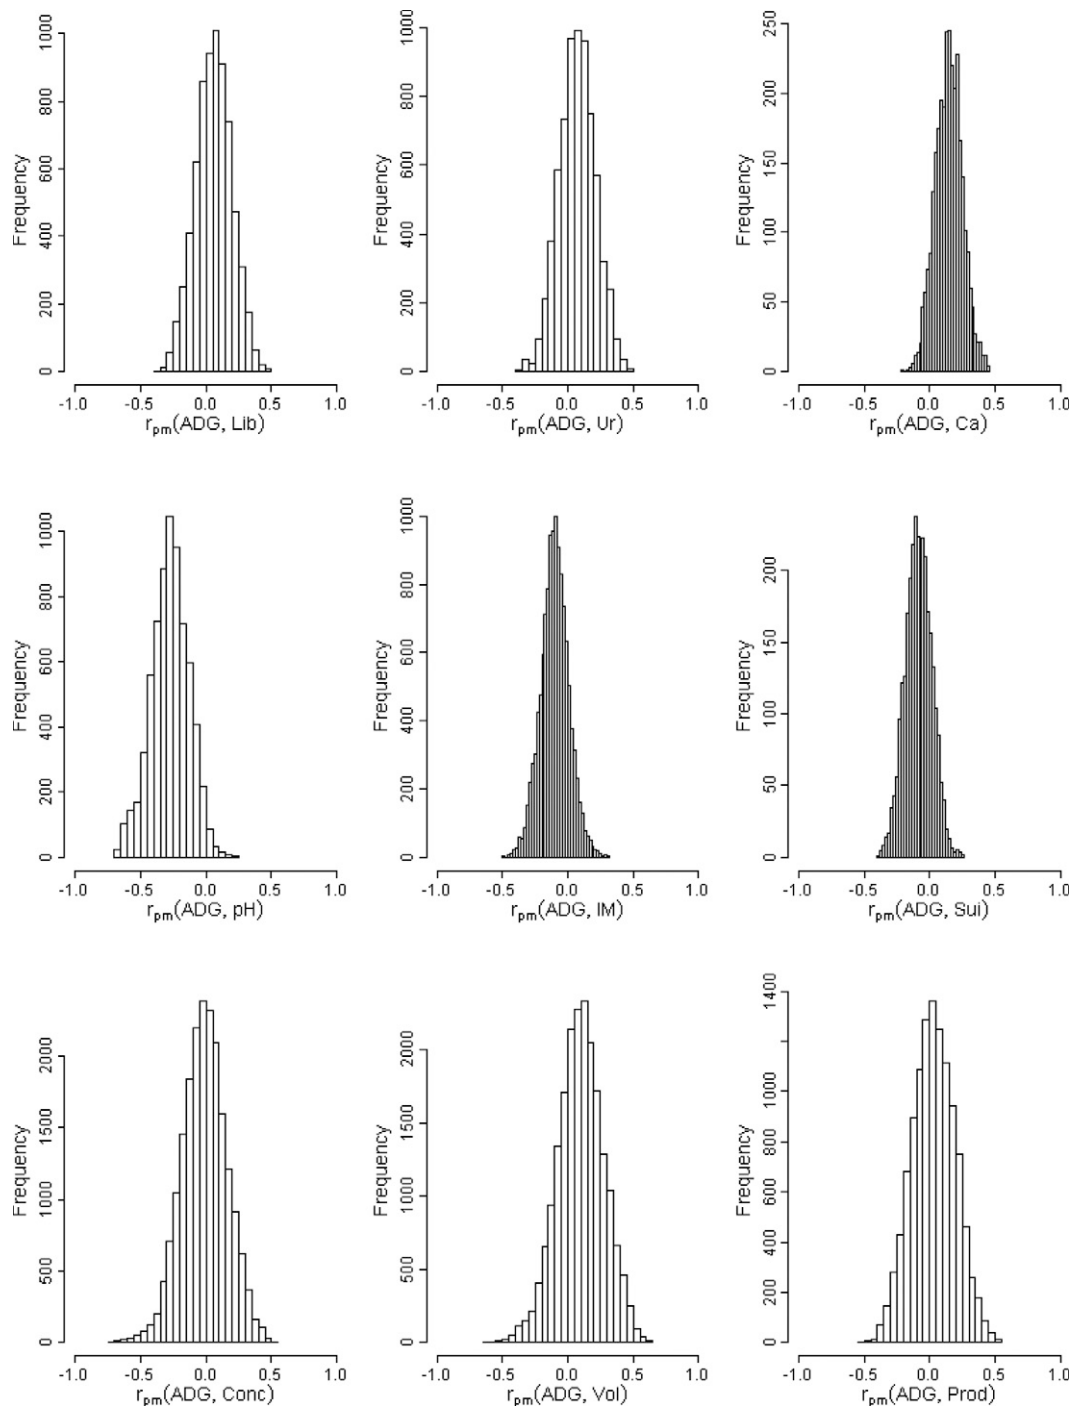 Frequency
0 200 400 600 800 1000
-1.0 -0.5 0.0 0.5 1.0
rpm(ADG, Lib)
Frequency
0 200 400 600 800 1000
-1.0 -0.5 0.0 0.5 1.0
rpm(ADG, Ur)
Frequency
0 50 100 150 200 250
-1.0 -0.5 0.0 0.5 1.0
rpm(ADG, Ca)
Frequency
0 200 400 600 800 1000
-1.0 -0.5 0.0 0.5 1.0
rpm(ADG, pH)
Frequency
0 200 400 600 800 1000
-1.0 -0.5 0.0 0.5 1.0
rpm(ADG, IM)
Frequency
0 50 100 150 200
-1.0 -0.5 0.0 0.5 1.0
rpm(ADG, Sui)
Frequency
0 500 1000 1500 2000
-1.0 -0.5 0.0 0.5 1.0
rpm(ADG, Conc)
Frequency
0 500 1000 1500 2000
-1.0 -0.5 0.0 0.5 1.0
rpm(ADG, Vol)
Frequency
0 200 400 600 800 1000 1400
-1.0 -0.5 0.0 0.5 1.0
rpm(ADG, Prod)